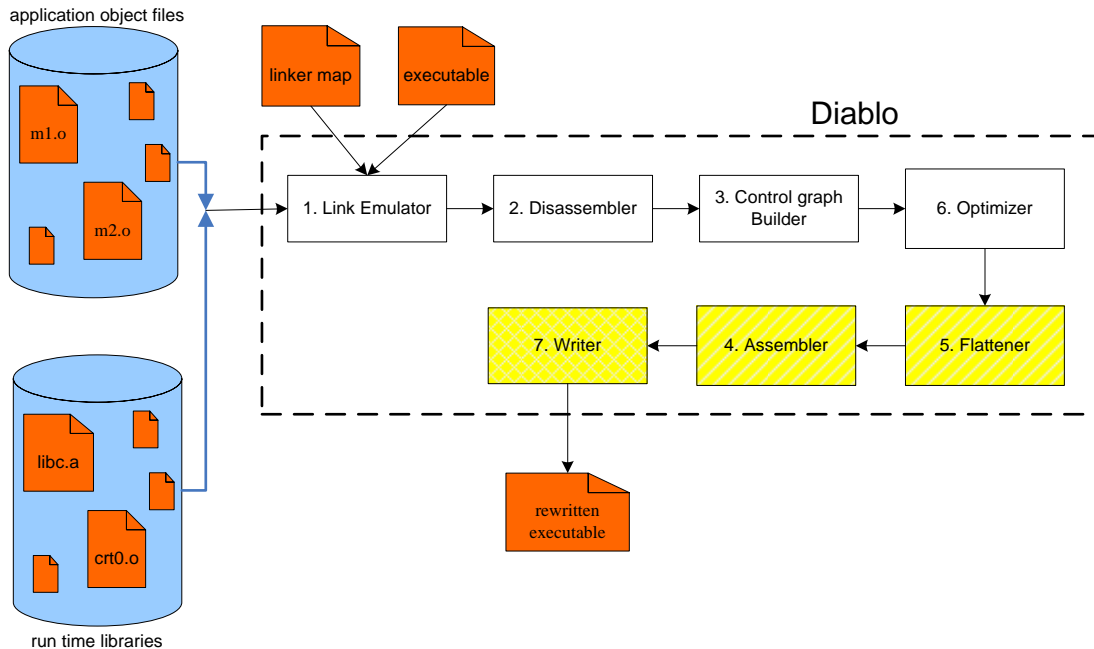 application object files
m1.o
m2.o
linker map
executable
Diablo
1. Link Emulator
2. Disassembler
3. Control graph
Builder
6. Optimizer
7. Writer
4. Assembler
5. Flattener
libc.a
crt0.o
rewritten
executable
run time libraries